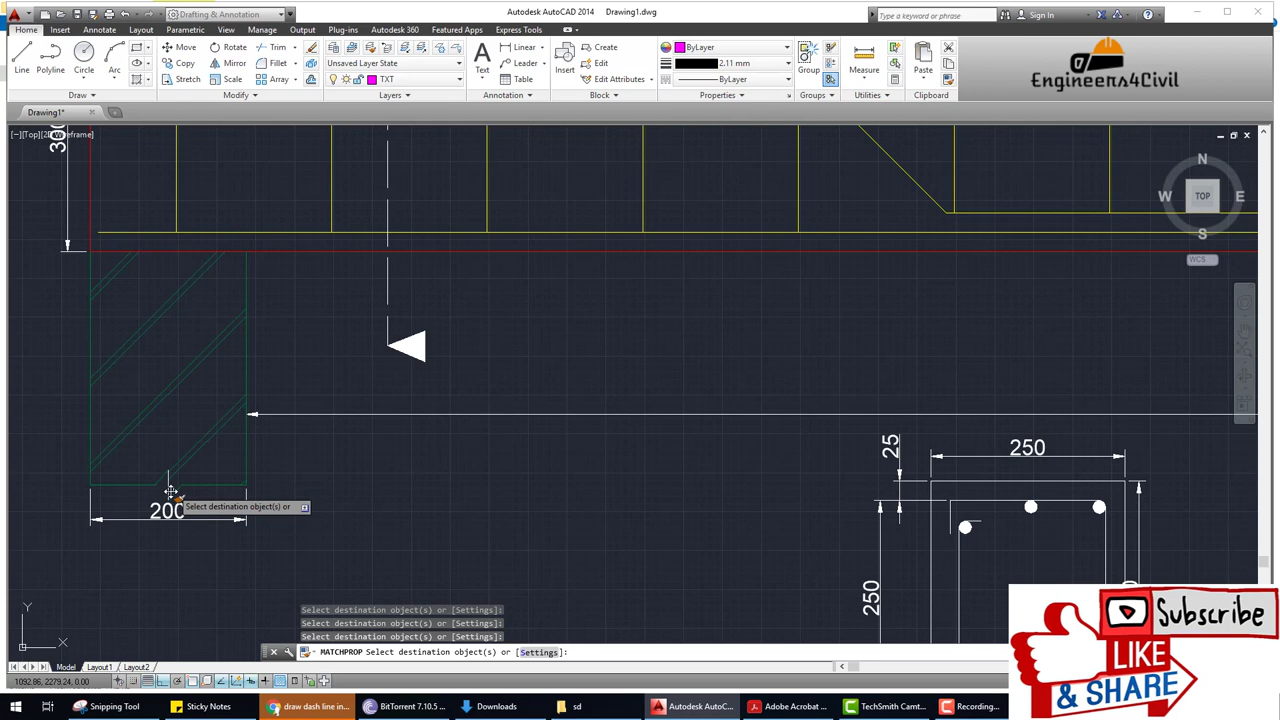 Drafting & Annotation
Autodesk AutoCAD 2014 Drawing1.dwg
Type a keyword or phrase
Sign In
Home Insert Annotate Layout Parametric View Manage Output Plug-ins Autodesk 360 Featured Apps Express Tools
Line Polyline Circle Arc
Move Rotate Trim
Copy Mirror Fillet
Stretch Scale Array
Unsaved Layer State
TXT
Text
Linear
Leader
Table
Insert
Create
Edit
Edit Attributes
ByLayer
2.11 mm
ByLayer
Group
Measure
Paste
Draw Modify Layers Annotation Block Properties Groups Utilities Clipboard
Engineers4Civil
Drawing1*
[−][Top][2D Wireframe]
N
W TOP E
S
WCS
25
250
250
200
Select destination object(s) or
Select destination object(s) or [Settings]:
Select destination object(s) or [Settings]:
Select destination object(s) or [Settings]:
MATCHPROP Select destination object(s) or [Settings]:
Y
X
Model Layout1 Layout2
1092.86, 2279.24, 0.00
Subscribe
LIKE
& SHARE
Snipping Tool Sticky Notes draw dash line in... BitTorrent 7.10.5 ... Downloads sd Autodesk AutoC... Adobe Acrobat ... TechSmith Camt... Recording...